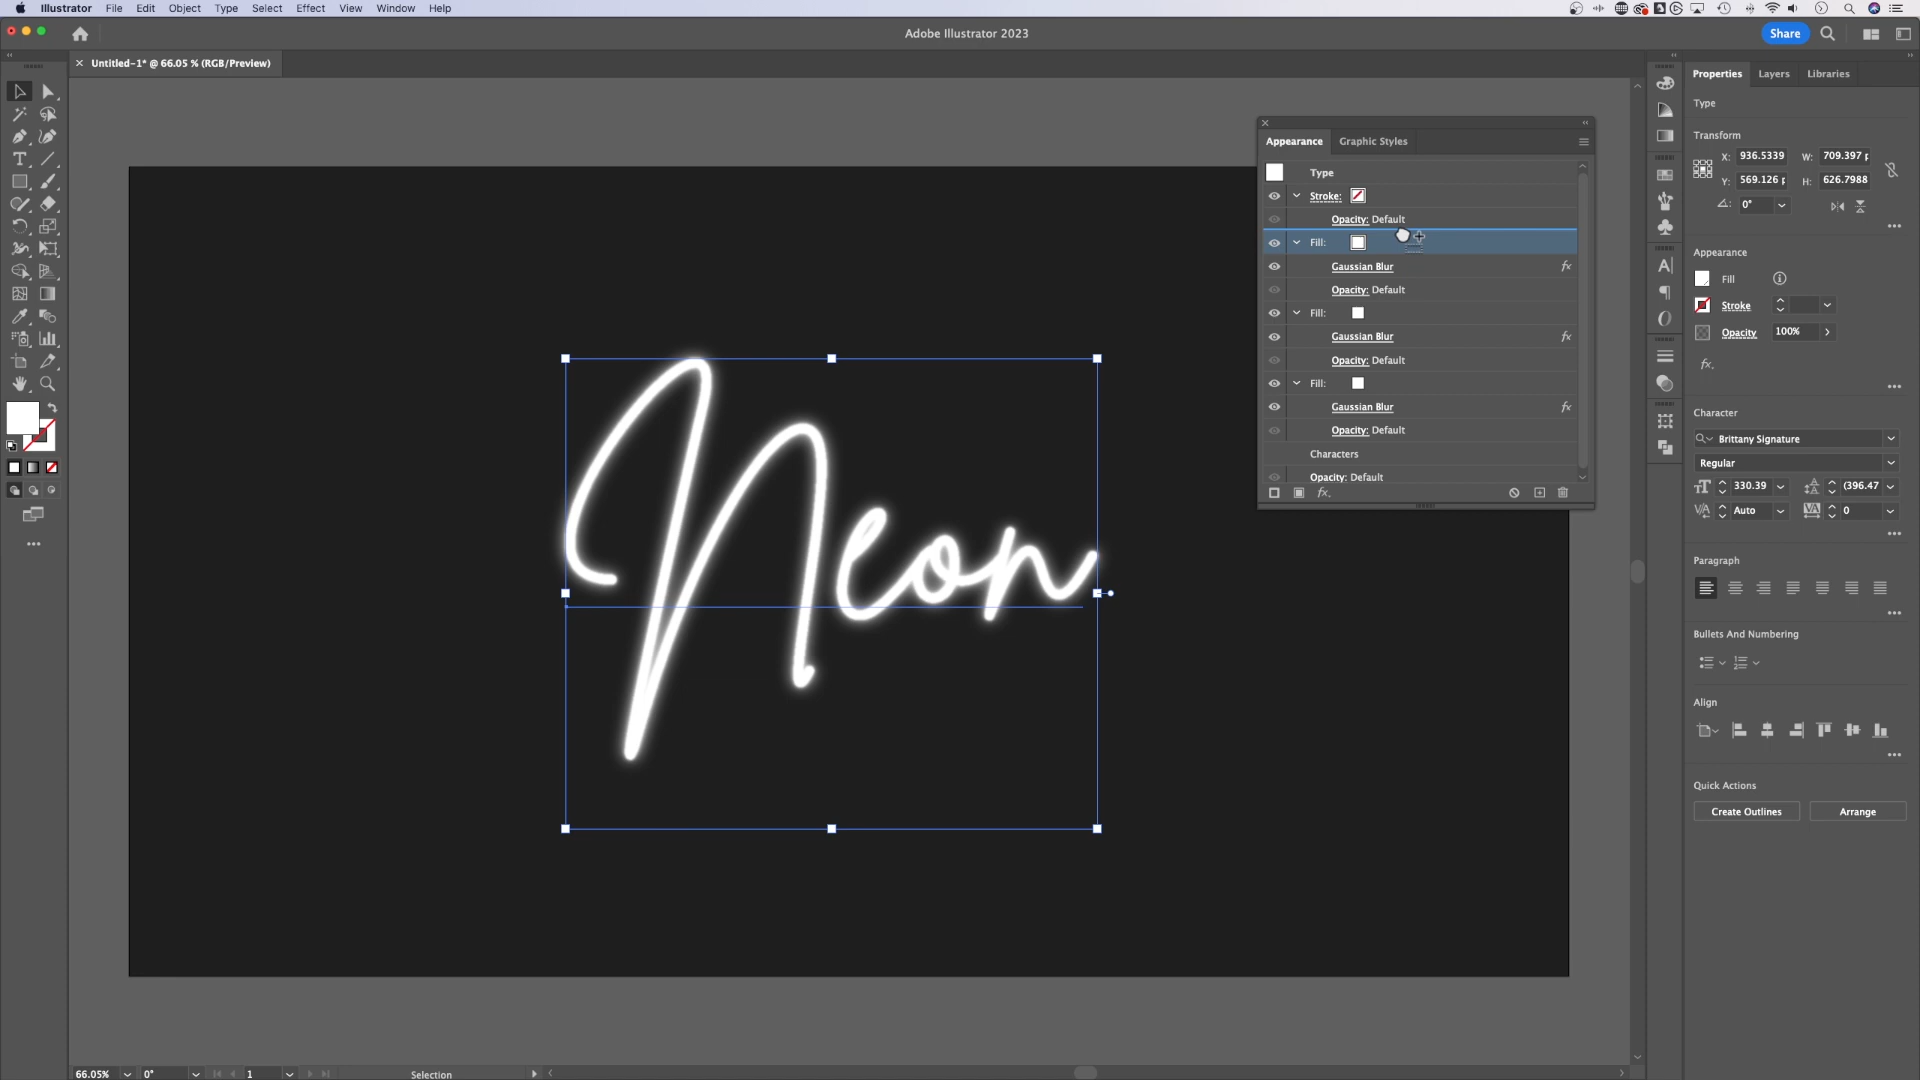 Illustrator File Edit Object Type Select Effect View Window Help
Adobe Illustrator 2023
Share
Untitled-1* @ 66.05 % (RGB/Preview)
Properties Layers Libraries
Type
Transform
X: 936.5339 W: 709.397 p
Y: 569.126 p H: 626.7988
0°
Appearance
Fill
Stroke
Opacity 100%
fx.
Character
Brittany Signature
Regular
330.39 (396.47
Auto 0
Paragraph
Bullets And Numbering
Align
Quick Actions
Create Outlines Arrange
Appearance Graphic Styles
Type
Stroke:
Opacity: Default
Fill:
Gaussian Blur fx
Opacity: Default
Fill:
Gaussian Blur fx
Opacity: Default
Fill:
Gaussian Blur fx
Opacity: Default
Characters
Opacity: Default
fx.
Neon
66.05% 0° 1 Selection